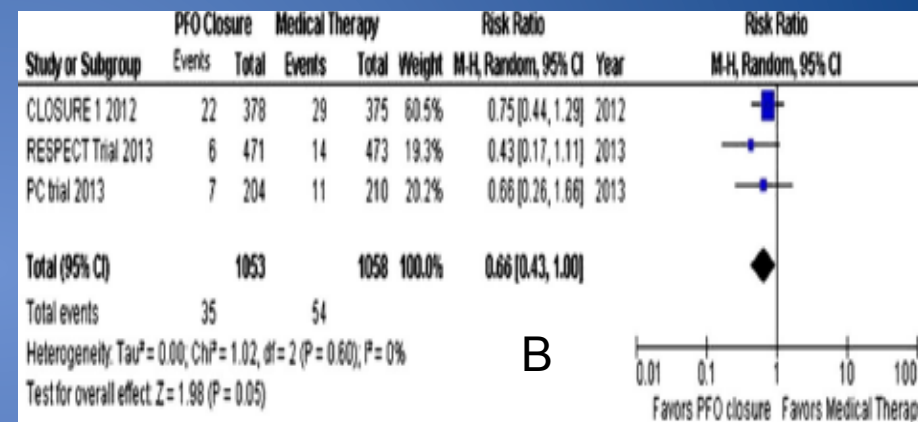 PFO Closure Medical Therapy Risk Ratio Risk Ratio
Study or Subgroup Events Total Events Total Weight M-H, Random, 95% CI Year M-H, Random, 95% CI
CLOSURE 1 2012 22 378 29 375 60.5% 0.75 [0.44, 1.29] 2012
RESPECT Trial 2013 6 471 14 473 19.3% 0.43 [0.17, 1.11] 2013
PC trial 2013 7 204 11 210 20.2% 0.66 [0.26, 1.66] 2013
Total (95% CI) 1053 1058 100.0% 0.66 [0.43, 1.00]
Total events 35 54
Heterogeneity: Tau² = 0.00; Chi² = 1.02, df = 2 (P = 0.60); I² = 0%
Test for overall effect: Z = 1.98 (P = 0.05)
B
0.01 0.1 1 10 100
Favors PFO closure Favors Medical Therap